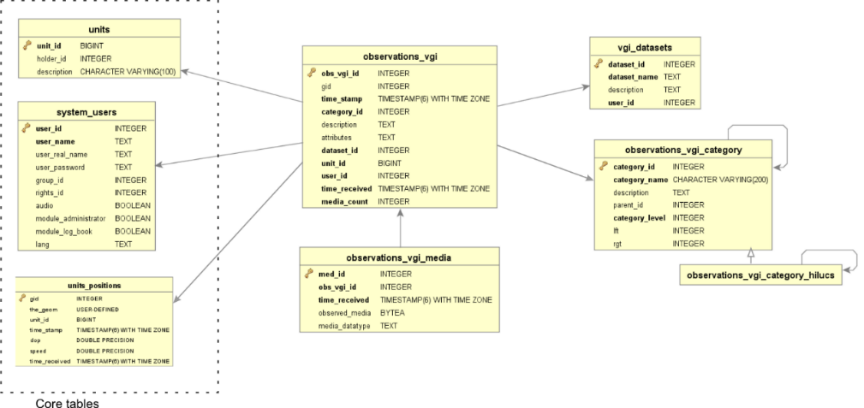 units
unit_id BIGINT
holder_id INTEGER
description CHARACTER VARYING(100)
system_users
user_id INTEGER
user_name TEXT
user_real_name TEXT
user_password TEXT
group_id INTEGER
rights_id INTEGER
audio BOOLEAN
module_administrator BOOLEAN
module_log_book BOOLEAN
lang TEXT
units_positions
gid INTEGER
the_geom USER-DEFINED
unit_id BIGINT
time_stamp TIMESTAMP(6) WITH TIME ZONE
dop DOUBLE PRECISION
speed DOUBLE PRECISION
time_received TIMESTAMP(6) WITH TIME ZONE
Core tables
observations_vgi
obs_vgi_id INTEGER
gid INTEGER
time_stamp TIMESTAMP(6) WITH TIME ZONE
category_id INTEGER
description TEXT
attributes TEXT
dataset_id INTEGER
unit_id BIGINT
user_id INTEGER
time_received TIMESTAMP(6) WITH TIME ZONE
media_count INTEGER
observations_vgi_media
med_id INTEGER
obs_vgi_id INTEGER
time_received TIMESTAMP(6) WITH TIME ZONE
observed_media BYTEA
media_datatype TEXT
vgi_datasets
dataset_id INTEGER
dataset_name TEXT
description TEXT
user_id INTEGER
observations_vgi_category
category_id INTEGER
category_name CHARACTER VARYING(200)
description TEXT
parent_id INTEGER
category_level INTEGER
lft INTEGER
rgt INTEGER
observations_vgi_category_hilucs